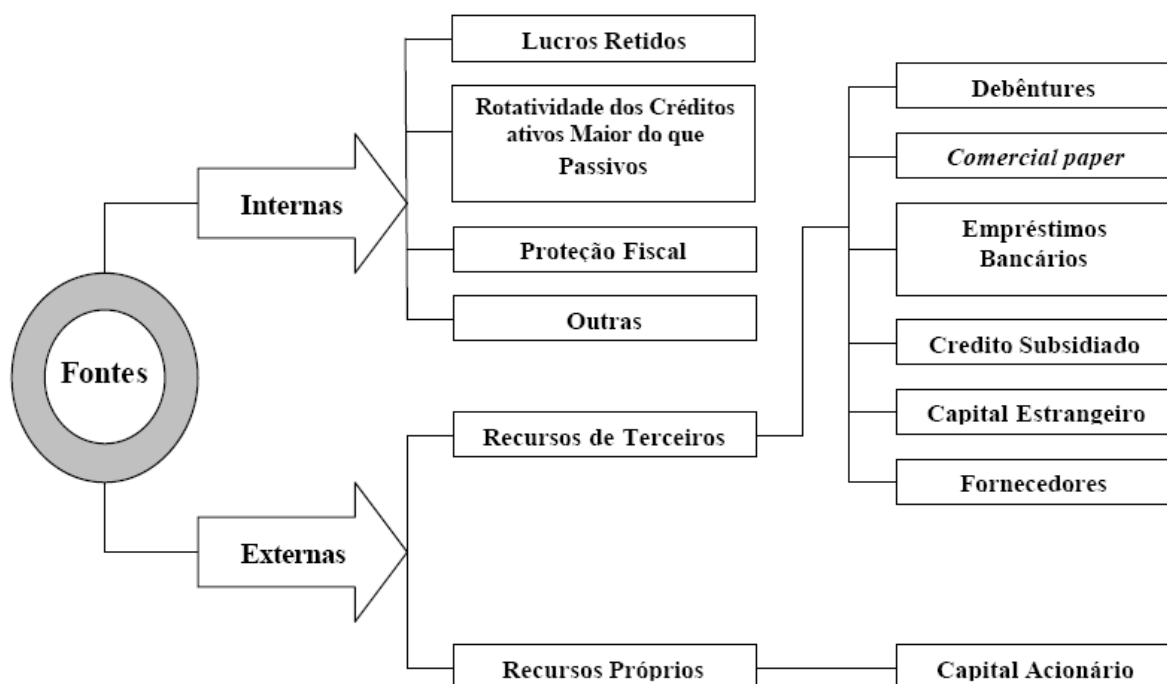 Fontes
Internas
Lucros Retidos
Rotatividade dos Créditos
ativos Maior do que
Passivos
Proteção Fiscal
Outras
Externas
Recursos de Terceiros
Debêntures
Comercial paper
Empréstimos
Bancários
Credito Subsidiado
Capital Estrangeiro
Fornecedores
Recursos Próprios
Capital Acionário